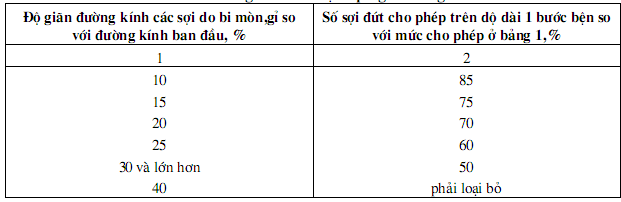 Độ giãn đường kính các sợi do bi mòn,gỉ so
với đường kính ban đầu, %
Số sợi đứt cho phép trên dộ dài 1 bước bện so
với mức cho phép ở bảng 1,%
1
2
10
85
15
75
20
70
25
60
30 và lớn hơn
50
40
phải loại bỏ